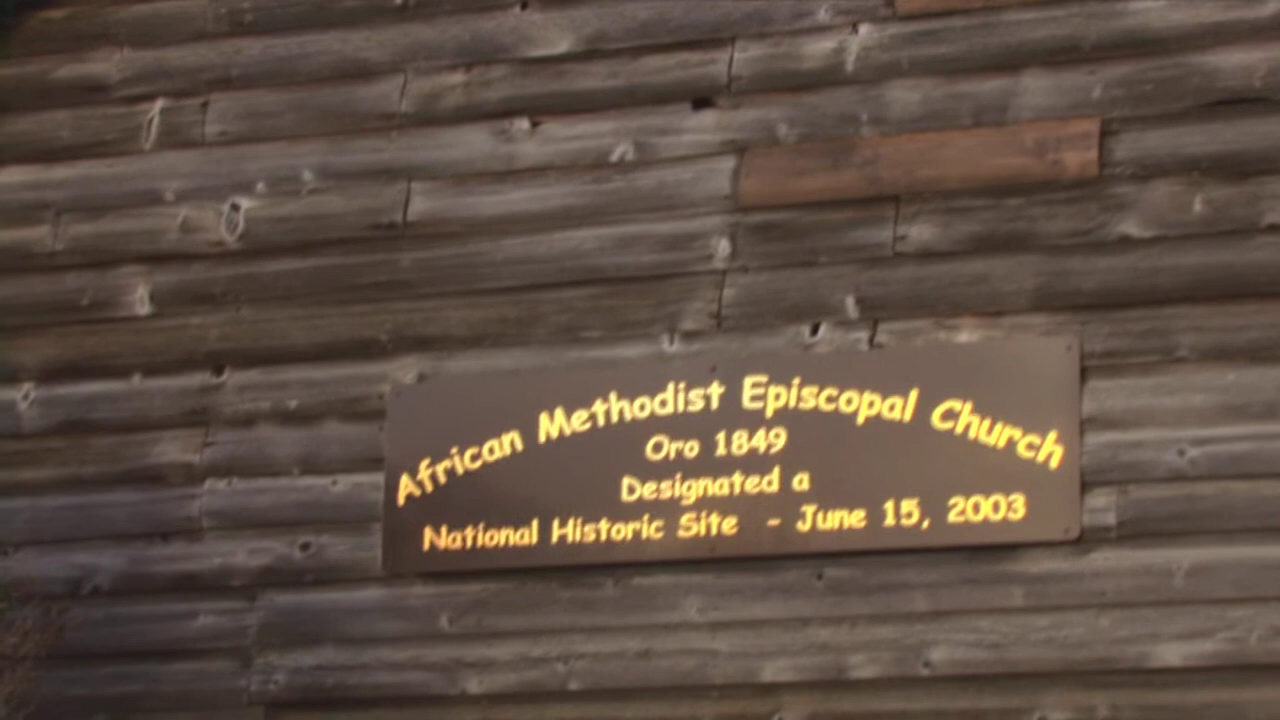 African Methodist Episcopal Church
Oro 1849
Designated a
National Historic Site - June 15, 2003